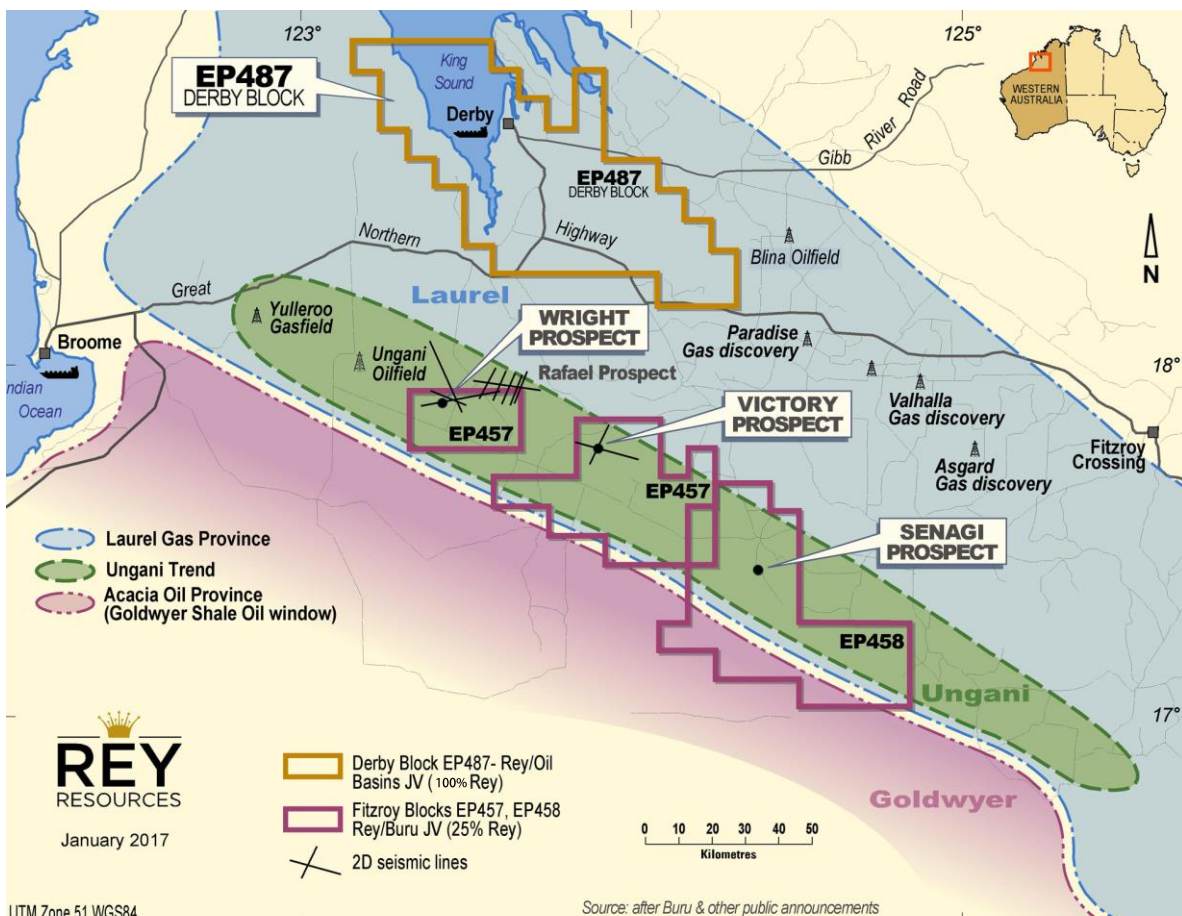 123°
125°
EP487
DERBY BLOCK
King
Sound
Derby
WESTERN
AUSTRALIA
Gibb River Road
EP487
DERBY BLOCK
N
Blina Oilfield
Great Northern Highway
Laurel
Yulleroo
Gasfield
WRIGHT
PROSPECT
Paradise
Gas discovery
Broome
Ungani
Oilfield
Rafael Prospect
18°
Indian
Ocean
Valhalla
Gas discovery
VICTORY
PROSPECT
EP457
Fitzroy
Crossing
Asgard
Gas discovery
EP457
SENAGI
PROSPECT
Laurel Gas Province
Ungani Trend
Acacia Oil Province
(Goldwyer Shale Oil window)
EP458
Ungani
17°
REY
RESOURCES
January 2017
Derby Block EP487- Rey/Oil
Basins JV (100% Rey)
Goldwyer
Fitzroy Blocks EP457, EP458
Rey/Buru JV (25% Rey)
0 10 20 30 40 50
Kilometres
2D seismic lines
UTM Zone 51 WGS84
Source: after Buru & other public announcements